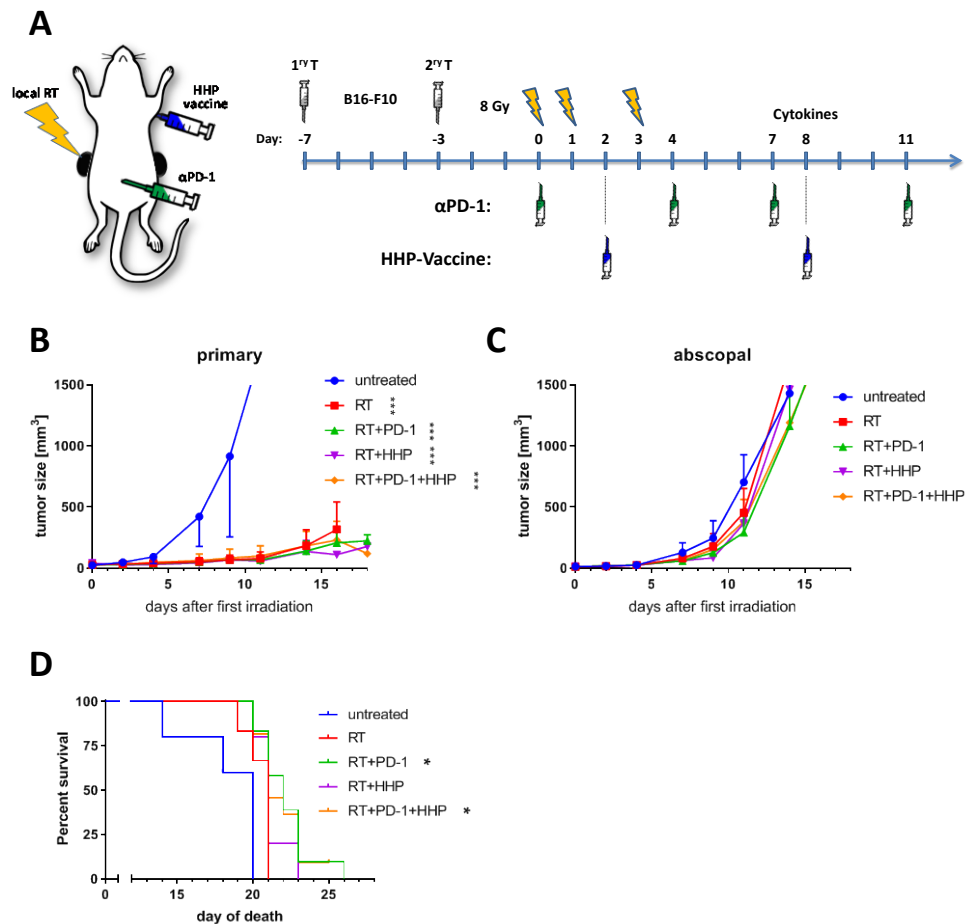 A
local RT
HHP
vaccine
αPD-1
1ʳʸ T
2ʳʸ T
B16-F10
8 Gy
Cytokines
Day: -7 -3 0 1 2 3 4 7 8 11
αPD-1:
HHP-Vaccine:
B
primary
1500
1000
500
0
tumor size [mm³]
0 5 10 15
days after first irradiation
untreated
RT ***
RT+PD-1 ***
RT+HHP *** ***
RT+PD-1+HHP ***
C
abscopal
1500
1000
500
0
tumor size [mm³]
0 5 10 15
days after first irradiation
untreated
RT
RT+PD-1
RT+HHP
RT+PD-1+HHP
D
100
75
50
25
0
Percent survival
0 15 20 25
day of death
untreated
RT
RT+PD-1 *
RT+HHP
RT+PD-1+HHP *